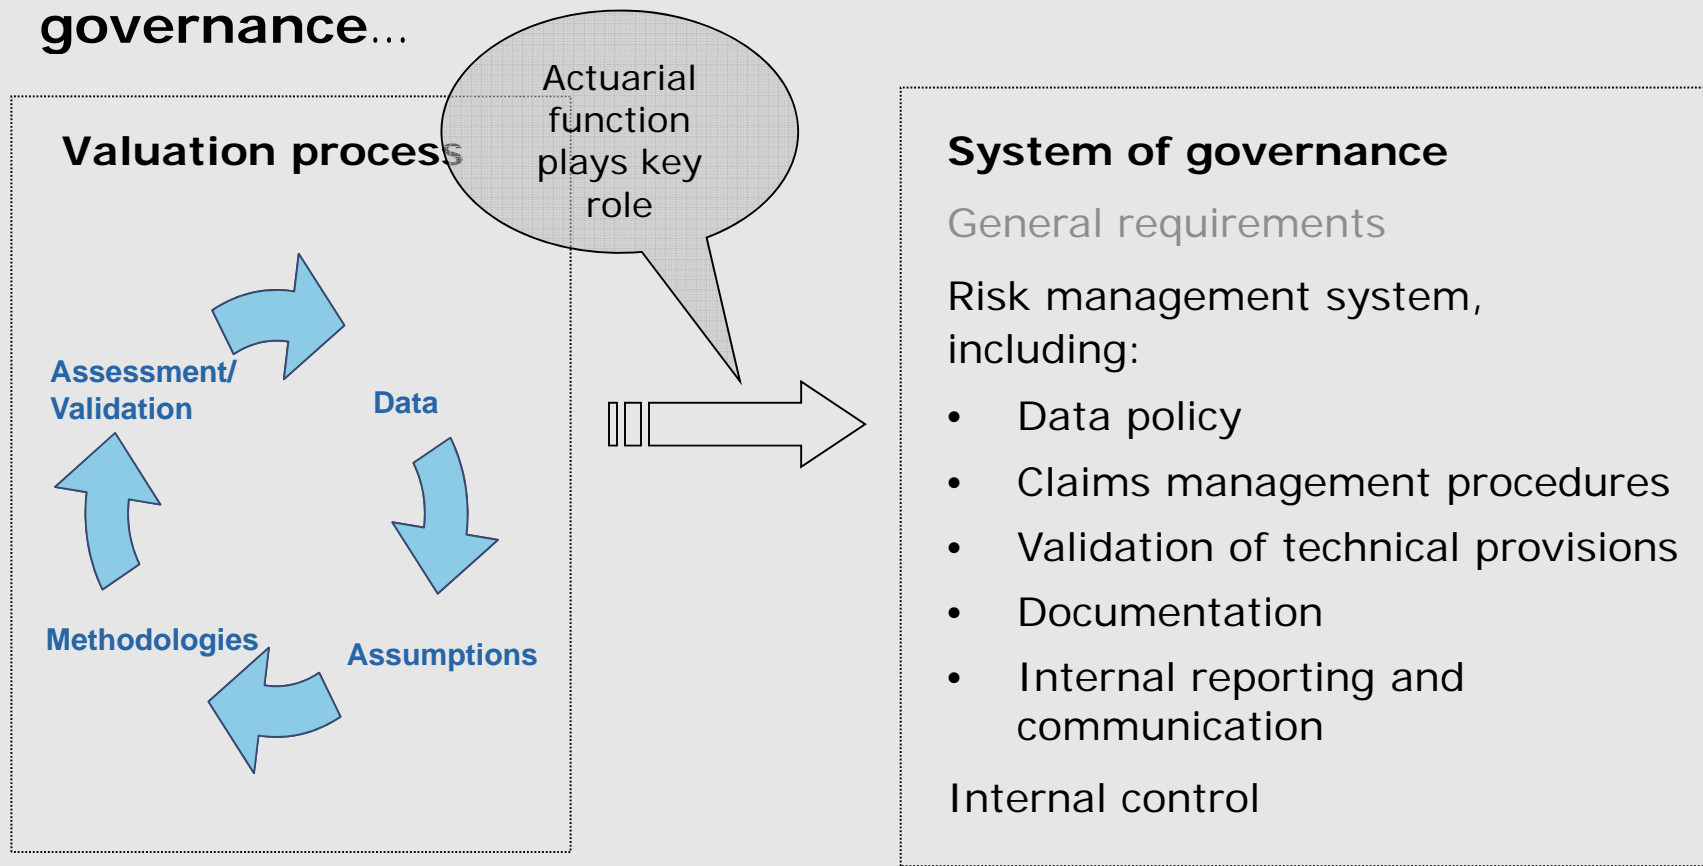 governance...
Actuarial
function
plays key
role
Valuation process
Assessment/
Validation
Data
Methodologies
Assumptions
System of governance
General requirements
Risk management system,
including:
• Data policy
• Claims management procedures
• Validation of technical provisions
• Documentation
• Internal reporting and
communication
Internal control